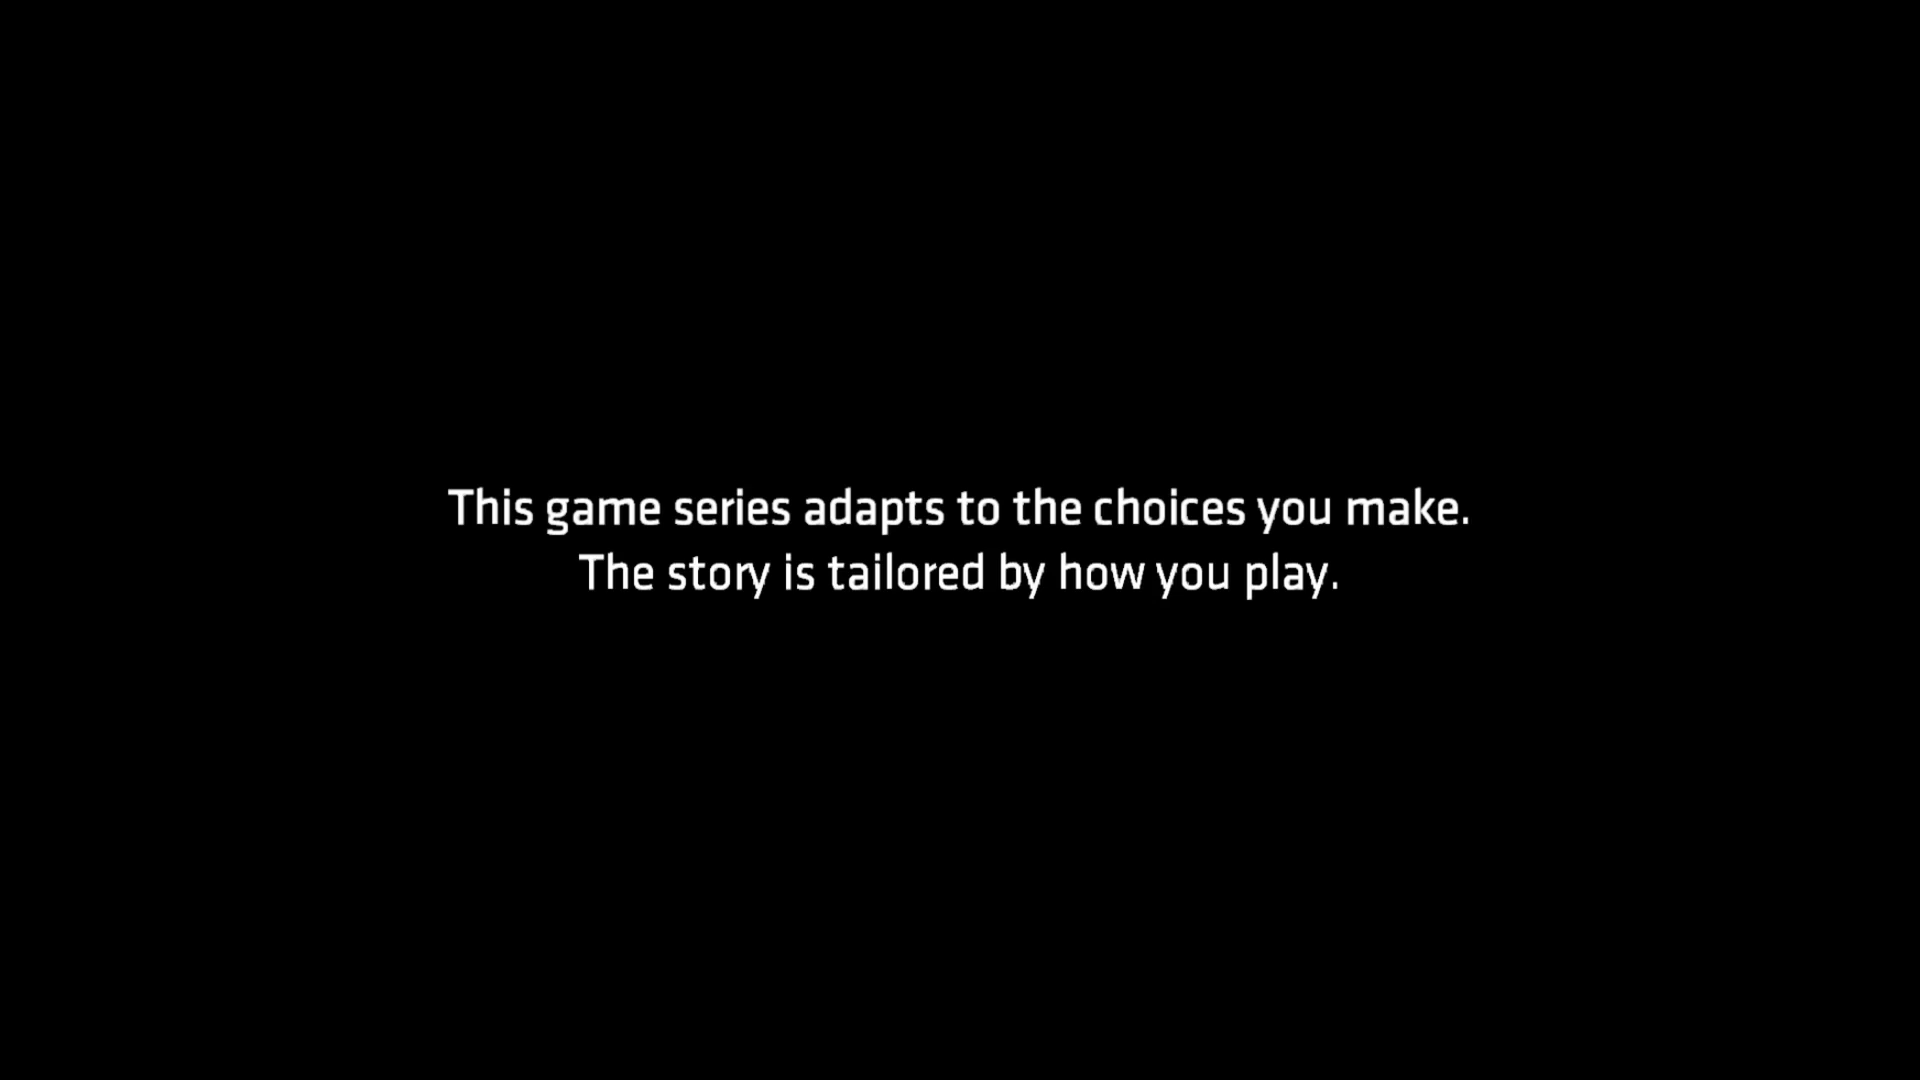 This game series adapts to the choices you make.
The story is tailored by how you play.